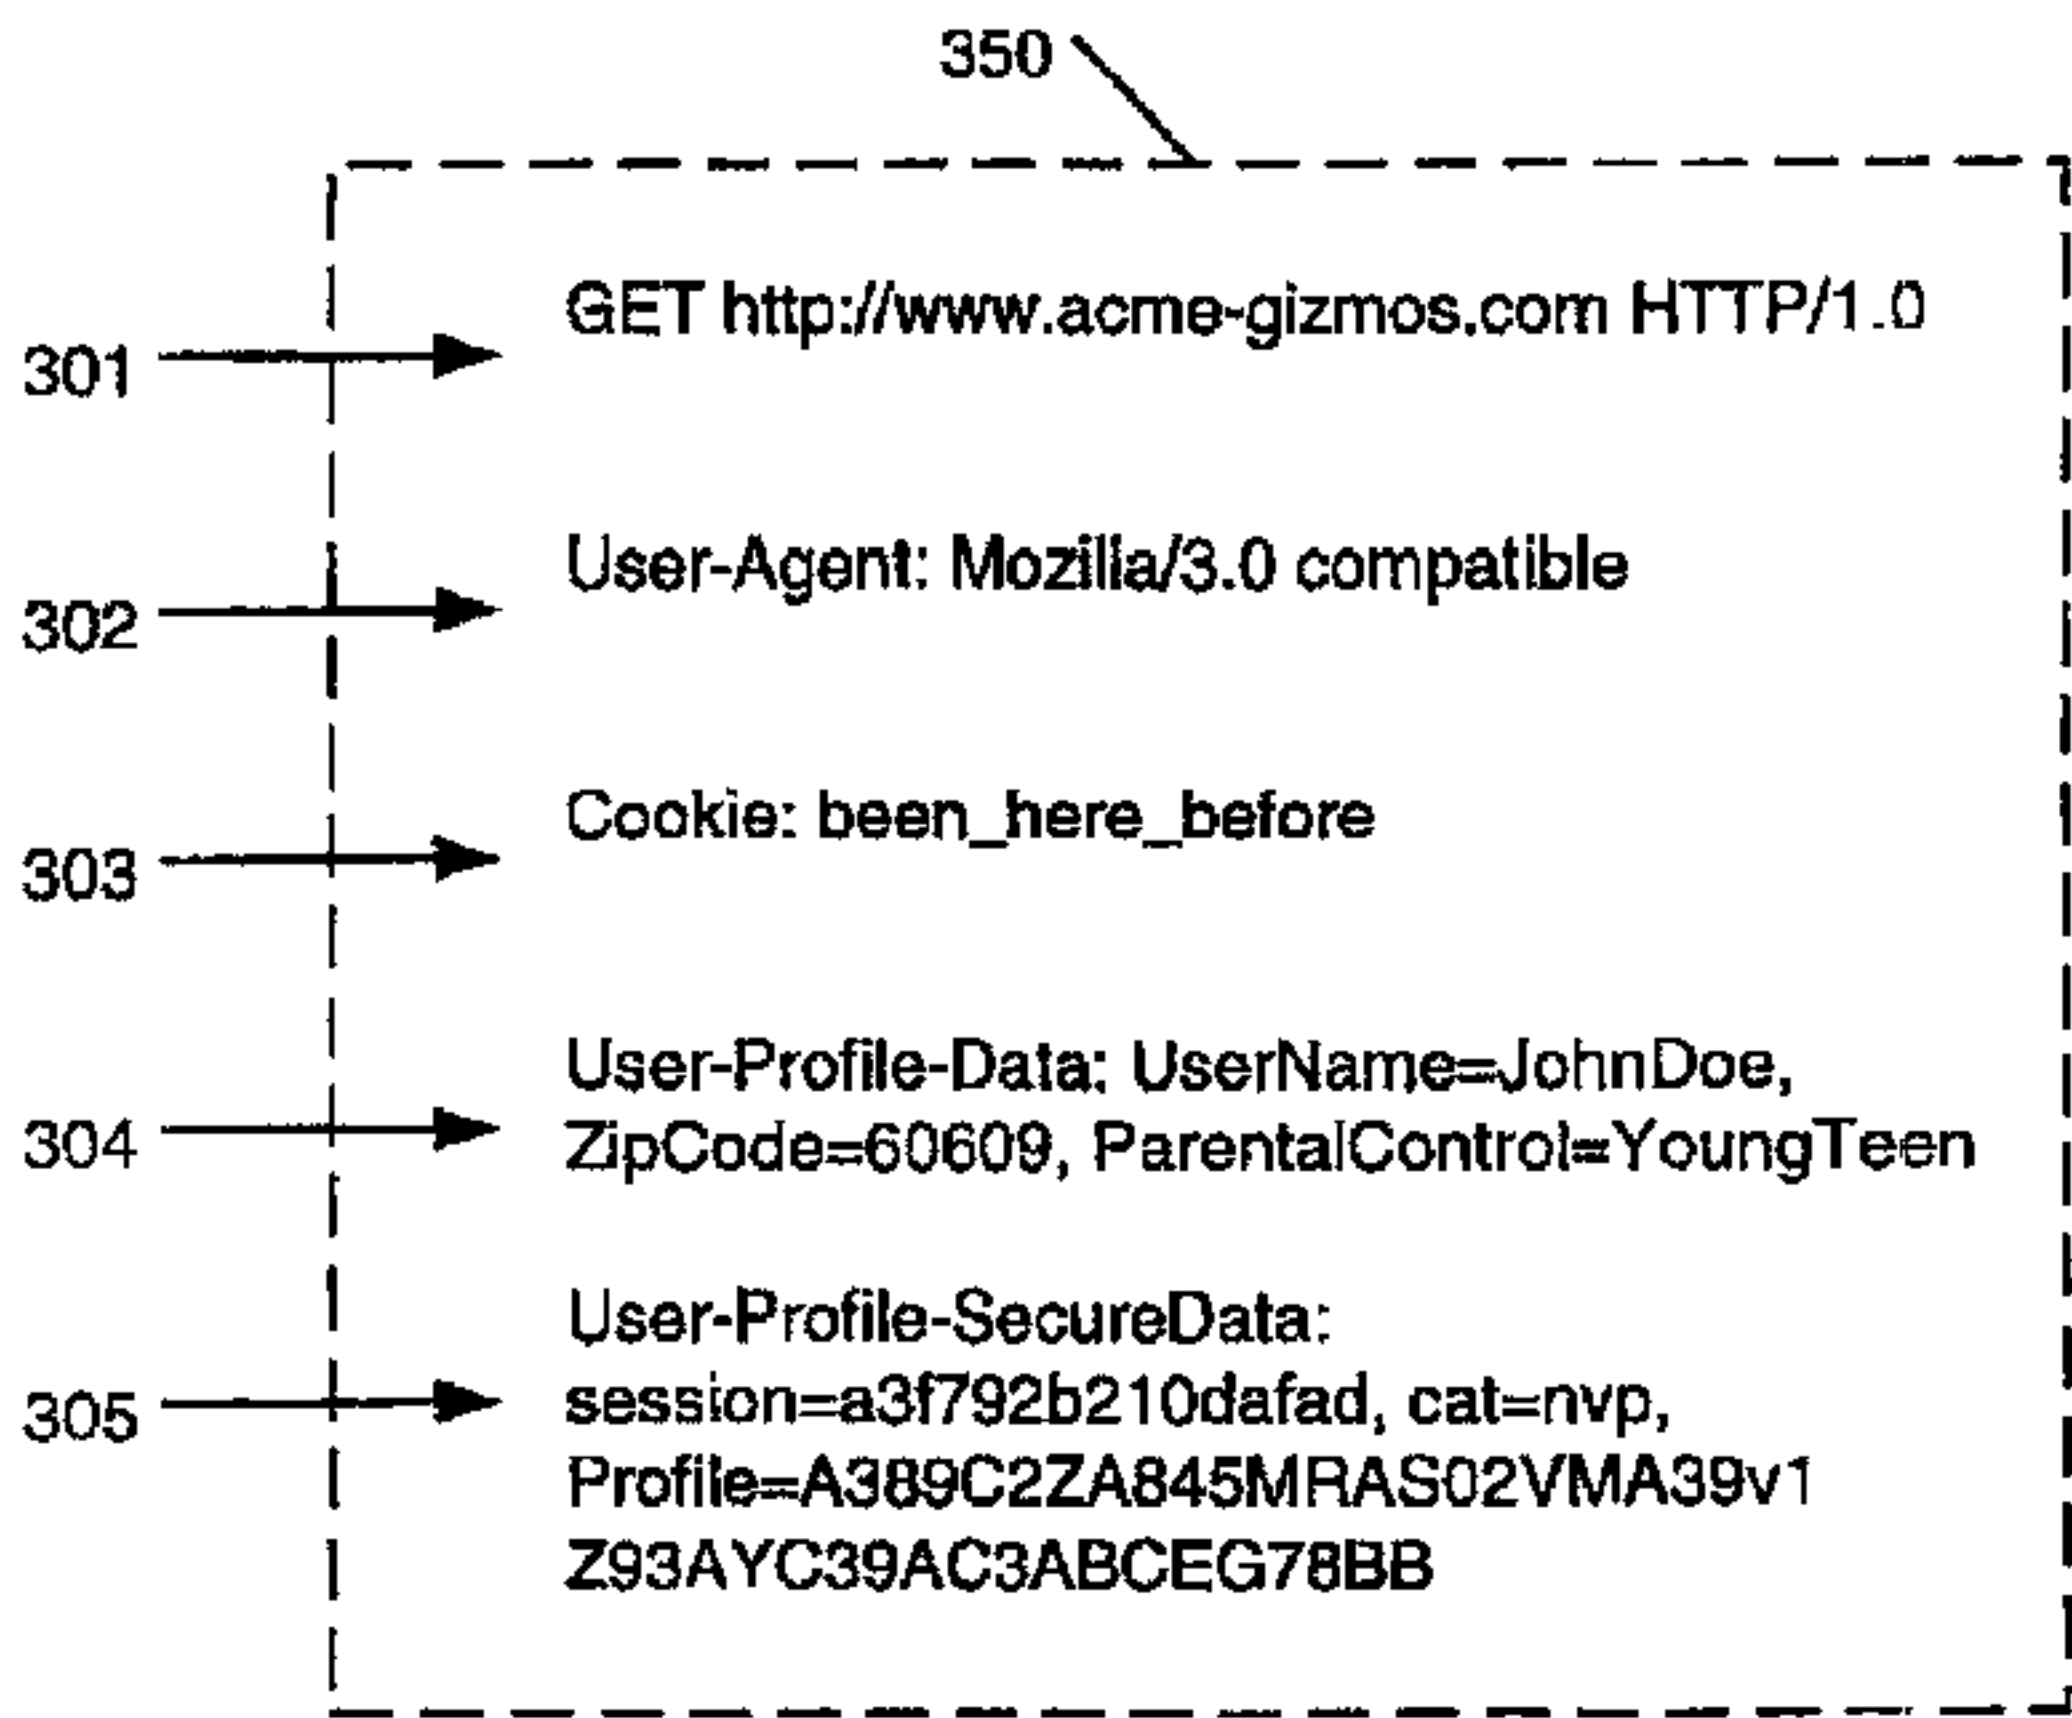 350
301 GET http://www.acme-gizmos.com HTTP/1.0
302 User-Agent: Mozilla/3.0 compatible
303 Cookie: been_here_before
304 User-Profile-Data: UserName=JohnDoe,
ZipCode=60609, ParentalControl=YoungTeen
305 User-Profile-SecureData:
session=a3f792b210dafad, cat=nvp,
Profile=A389C2ZA845MRAS02VMA39v1
Z93AYC39AC3ABCEG78BB